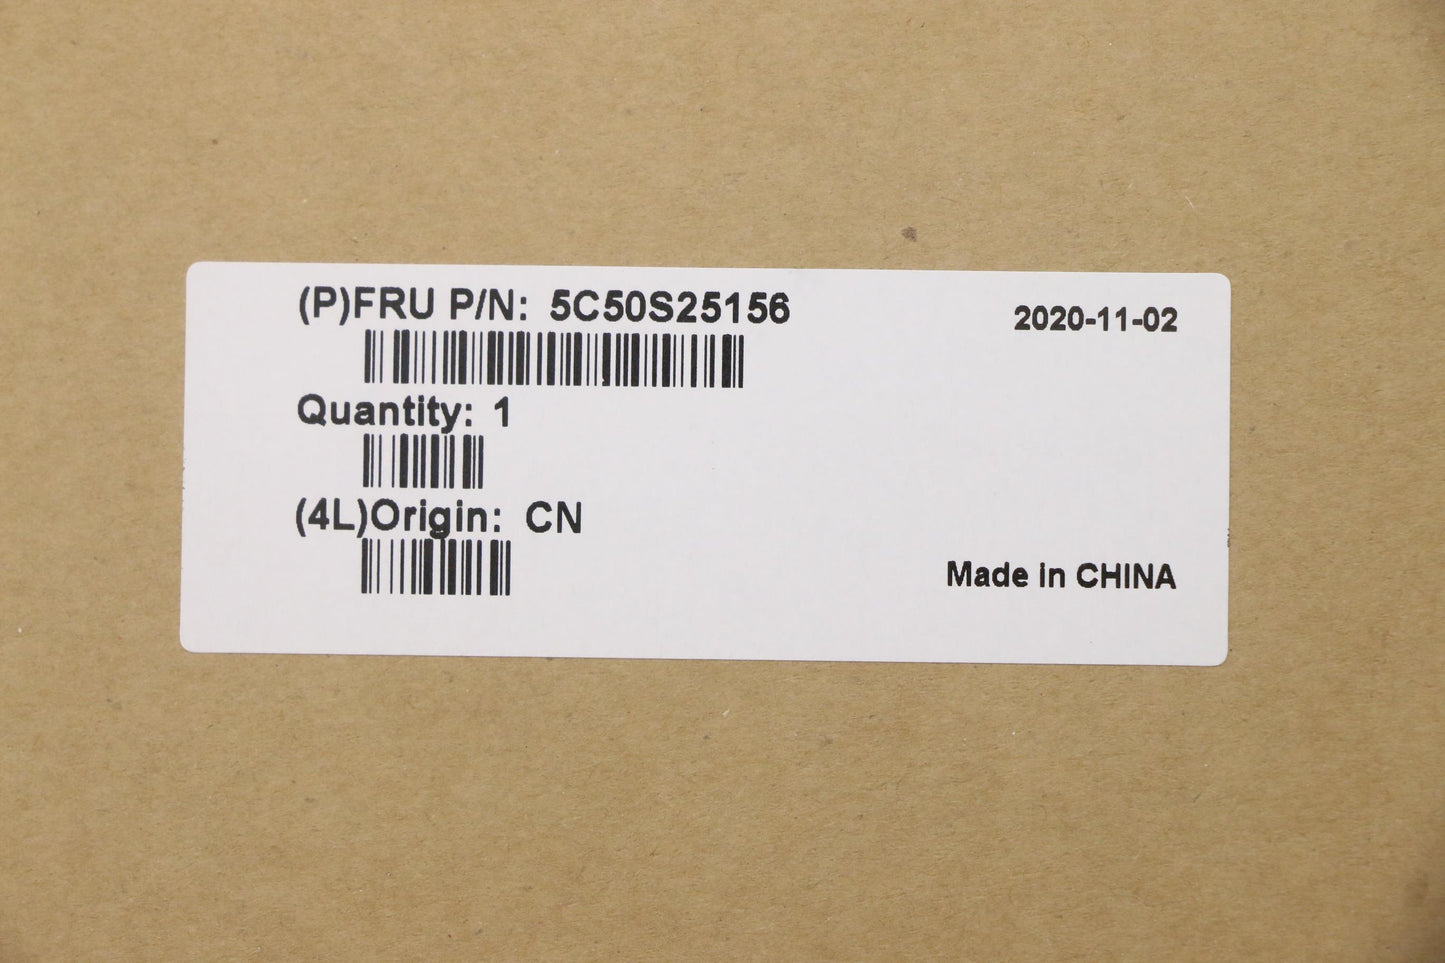 (P)FRU P/N: 5C50S25156
2020-11-02
Quantity: 1
(4L)Origin: CN
Made in CHINA